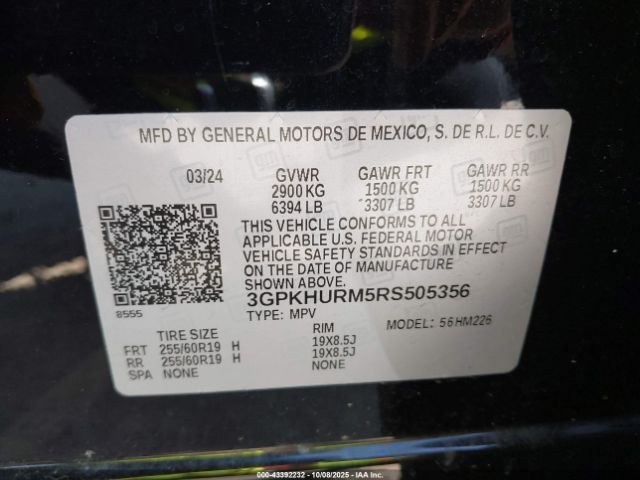 MFD BY GENERAL MOTORS DE MEXICO, S. DE R.L. DE C.V.
03/24 GVWR GAWR FRT GAWR RR
2900 KG 1500 KG 1500 KG
6394 LB 3307 LB 3307 LB
THIS VEHICLE CONFORMS TO ALL
APPLICABLE U.S. FEDERAL MOTOR
VEHICLE SAFETY STANDARDS IN EFFECT
ON THE DATE OF MANUFACTURE
SHOWN ABOVE.
3GPKHURM5RS505356
8555
TYPE: MPV MODEL: 56HM226
TIRE SIZE RIM
FRT 255/60R19 H 19X8.5J
RR 255/60R19 H 19X8.5J
SPA NONE NONE
000-43392232 - 10/08/2025 - IAA Inc.